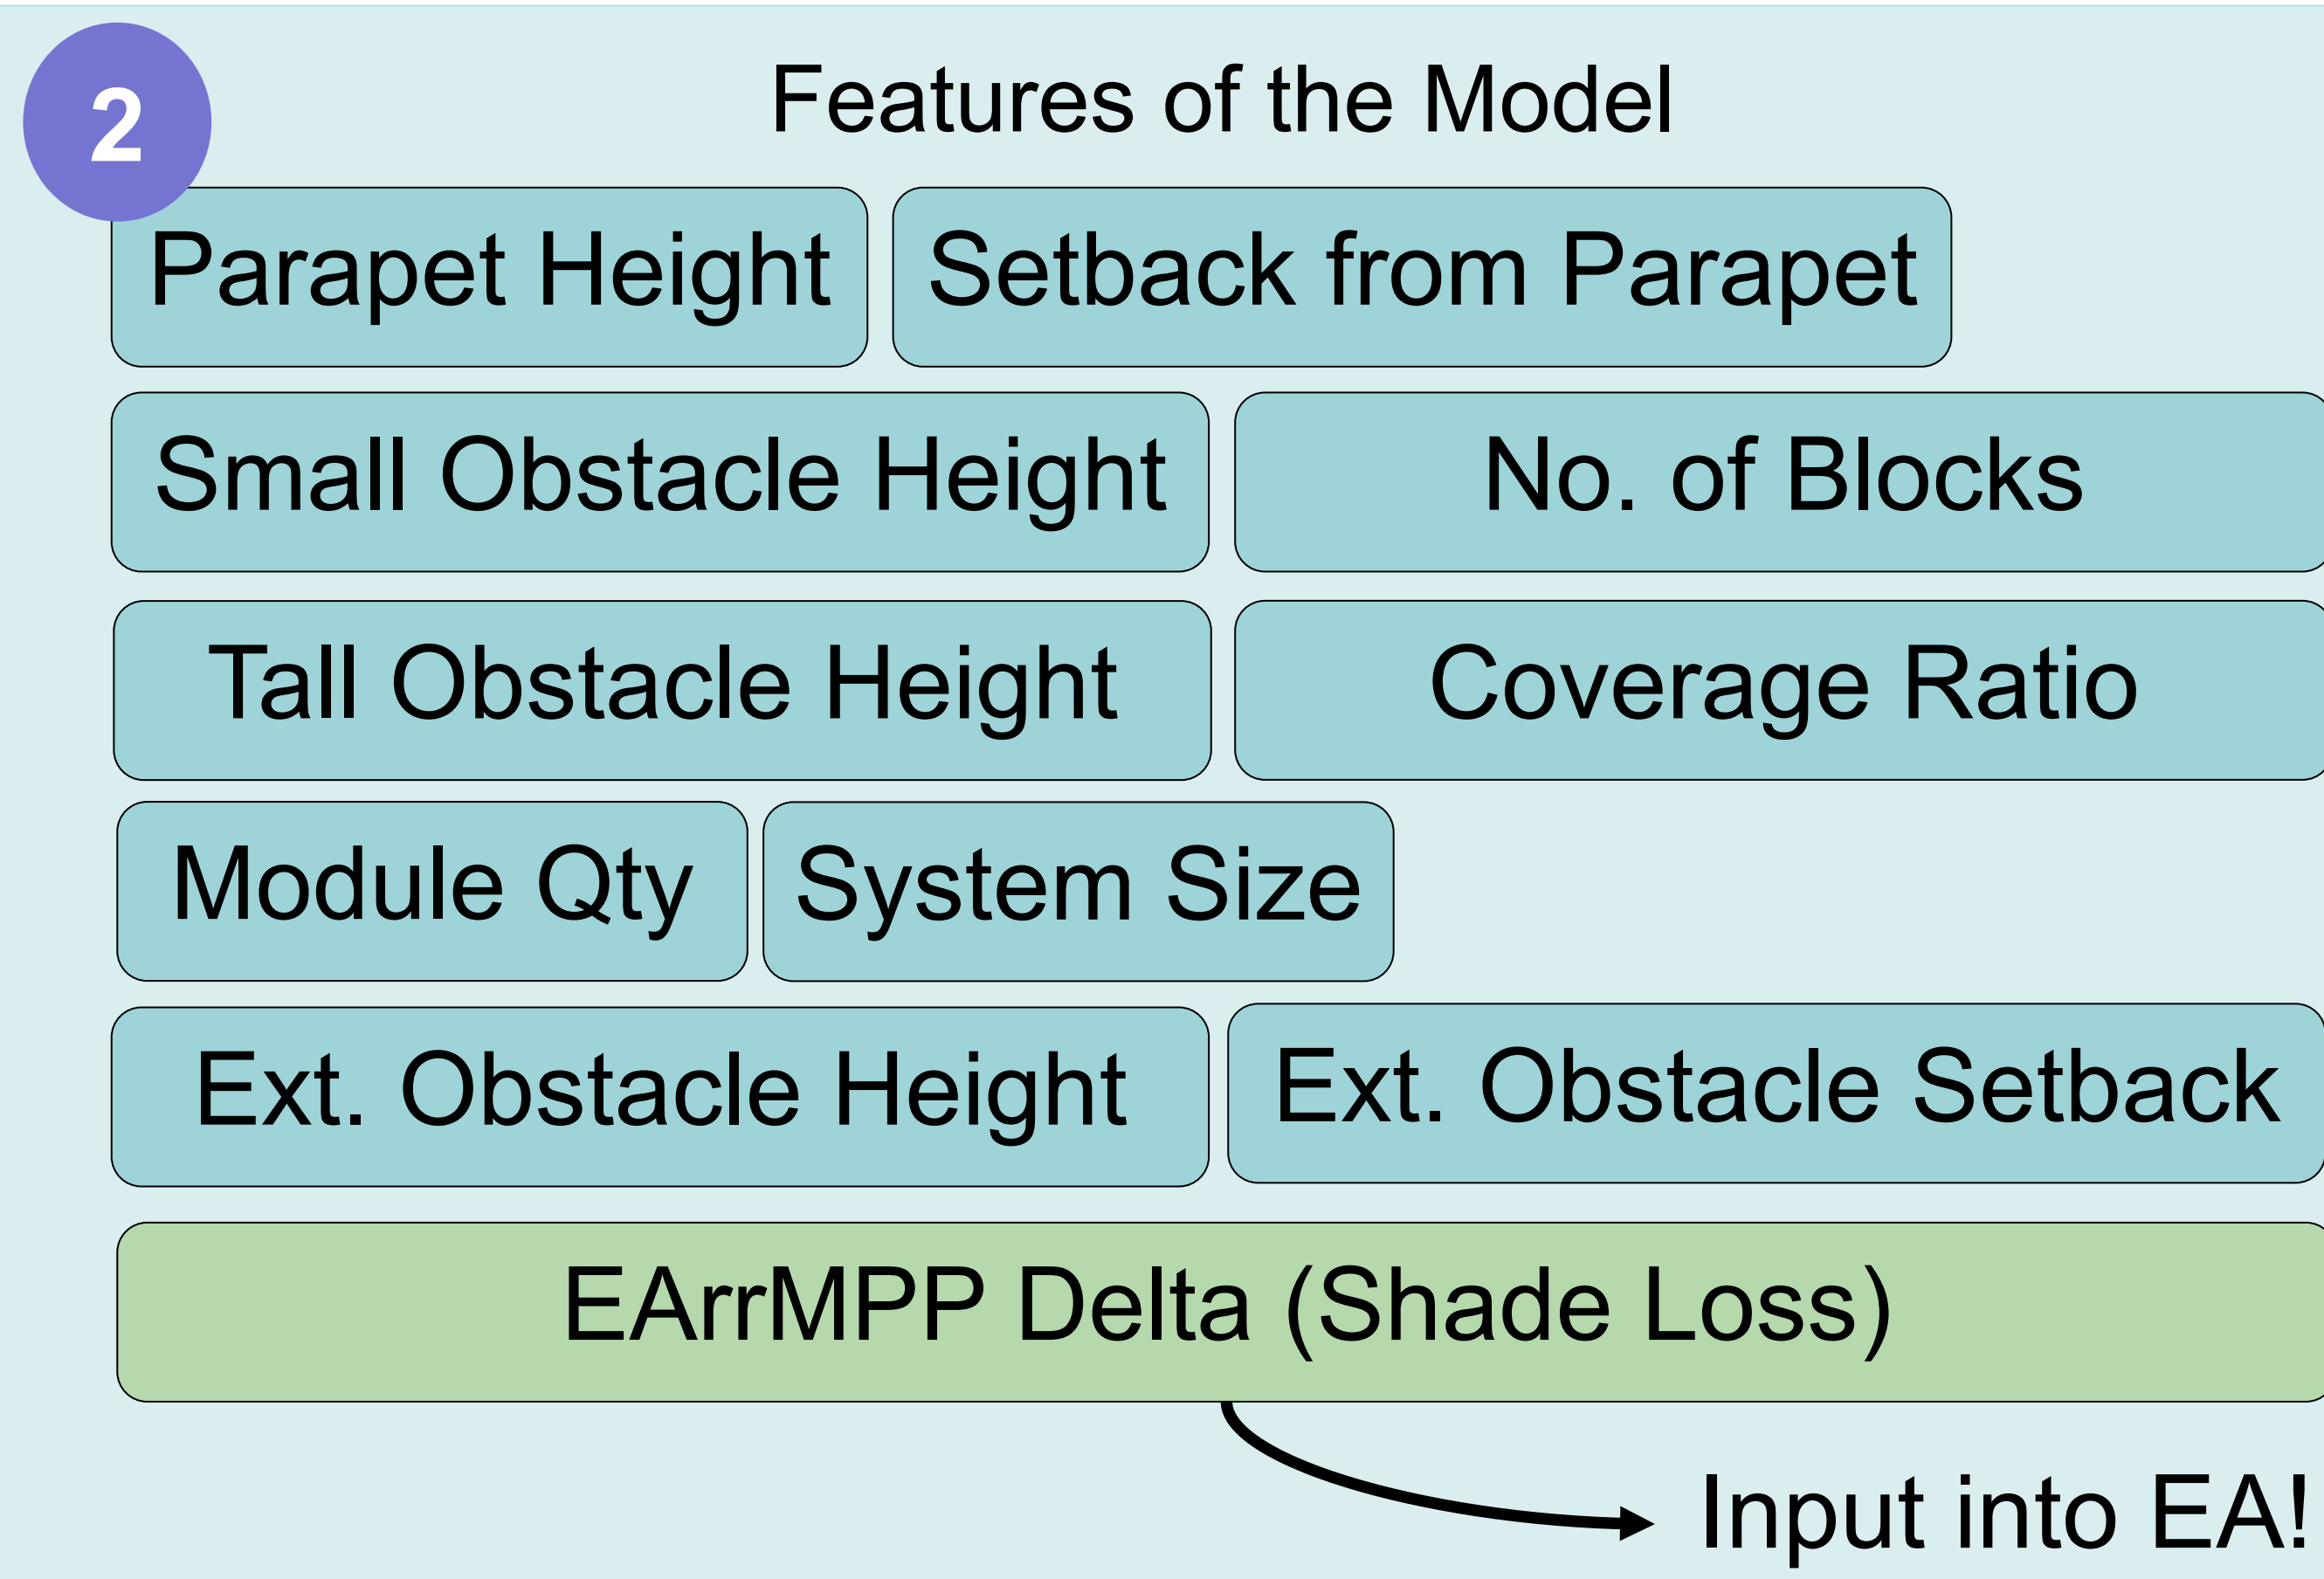 2
Features of the Model
Parapet Height
Setback from Parapet
Small Obstacle Height
No. of Blocks
Tall Obstacle Height
Coverage Ratio
Module Qty
System Size
Ext. Obstacle Height
Ext. Obstacle Setback
EArrMPP Delta (Shade Loss)
Input into EA!